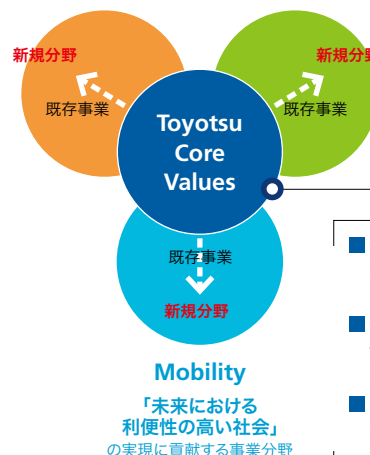 新規分野
新規分野
既存事業
既存事業
Toyotsu
Core
Values
既存事業
新規分野
Mobility
「未来における
利便性の高い社会」
の実現に貢献する事業分野